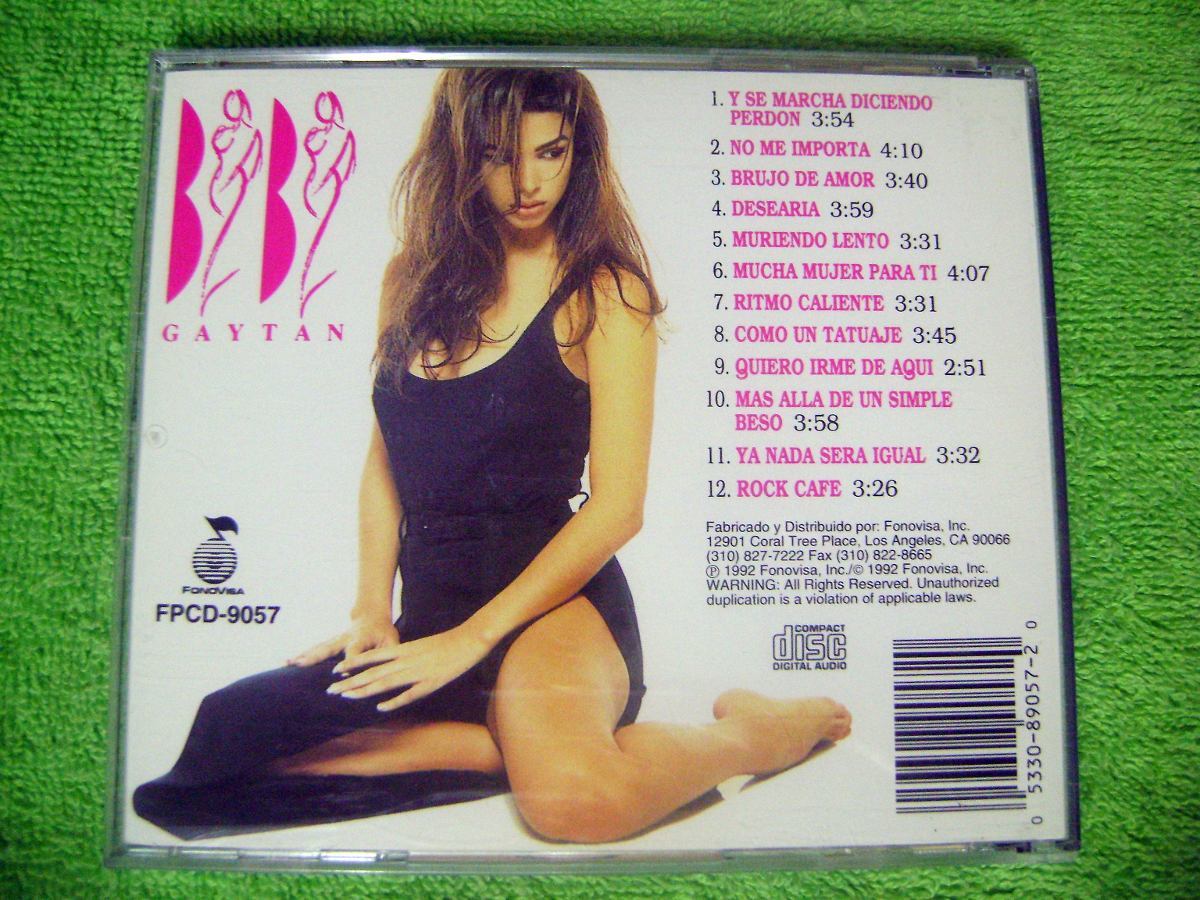 BIBI
GAYTAN
1. Y SE MARCHA DICIENDO
PERDON 3:54
2. NO ME IMPORTA 4:10
3. BRUJO DE AMOR 3:40
4. DESEARIA 3:59
5. MURIENDO LENTO 3:31
6. MUCHA MUJER PARA TI 4:07
7. RITMO CALIENTE 3:31
8. COMO UN TATUAJE 3:45
9. QUIERO IRME DE AQUI 2:51
10. MAS ALLA DE UN SIMPLE
BESO 3:58
11. YA NADA SERA IGUAL 3:32
12. ROCK CAFE 3:26
Fabricado y Distribuido por: Fonovisa, Inc.
12901 Coral Tree Place, Los Angeles, CA 90066
(310) 827-7222 Fax (310) 822-8665
℗ 1992 Fonovisa, Inc./© 1992 Fonovisa, Inc.
WARNING: All Rights Reserved. Unauthorized
duplication is a violation of applicable laws.
FONOVISA
FPCD-9057
COMPACT
disc
DIGITAL AUDIO
0 5330-89057-2 0